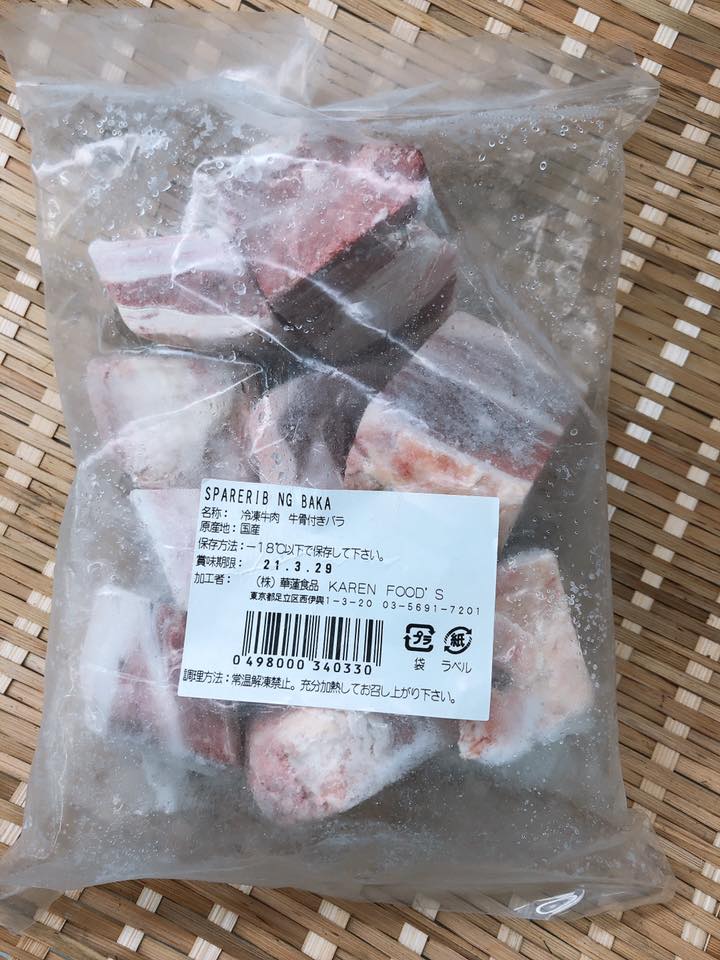 SPARERIB NG BAKA
名称： 冷凍牛肉 牛骨付きバラ
原産地：国産
保存方法：－18℃以下で保存して下さい。
賞味期限： 21.3.29
加工者： （株）華蓮食品 KAREN FOOD'S
東京都足立区西伊興1-3-20 03-5691-7201
0498000 340330
プラ 紙
袋 ラベル
調理方法：常温解凍禁止。充分加熱してお召し上がり下さい。